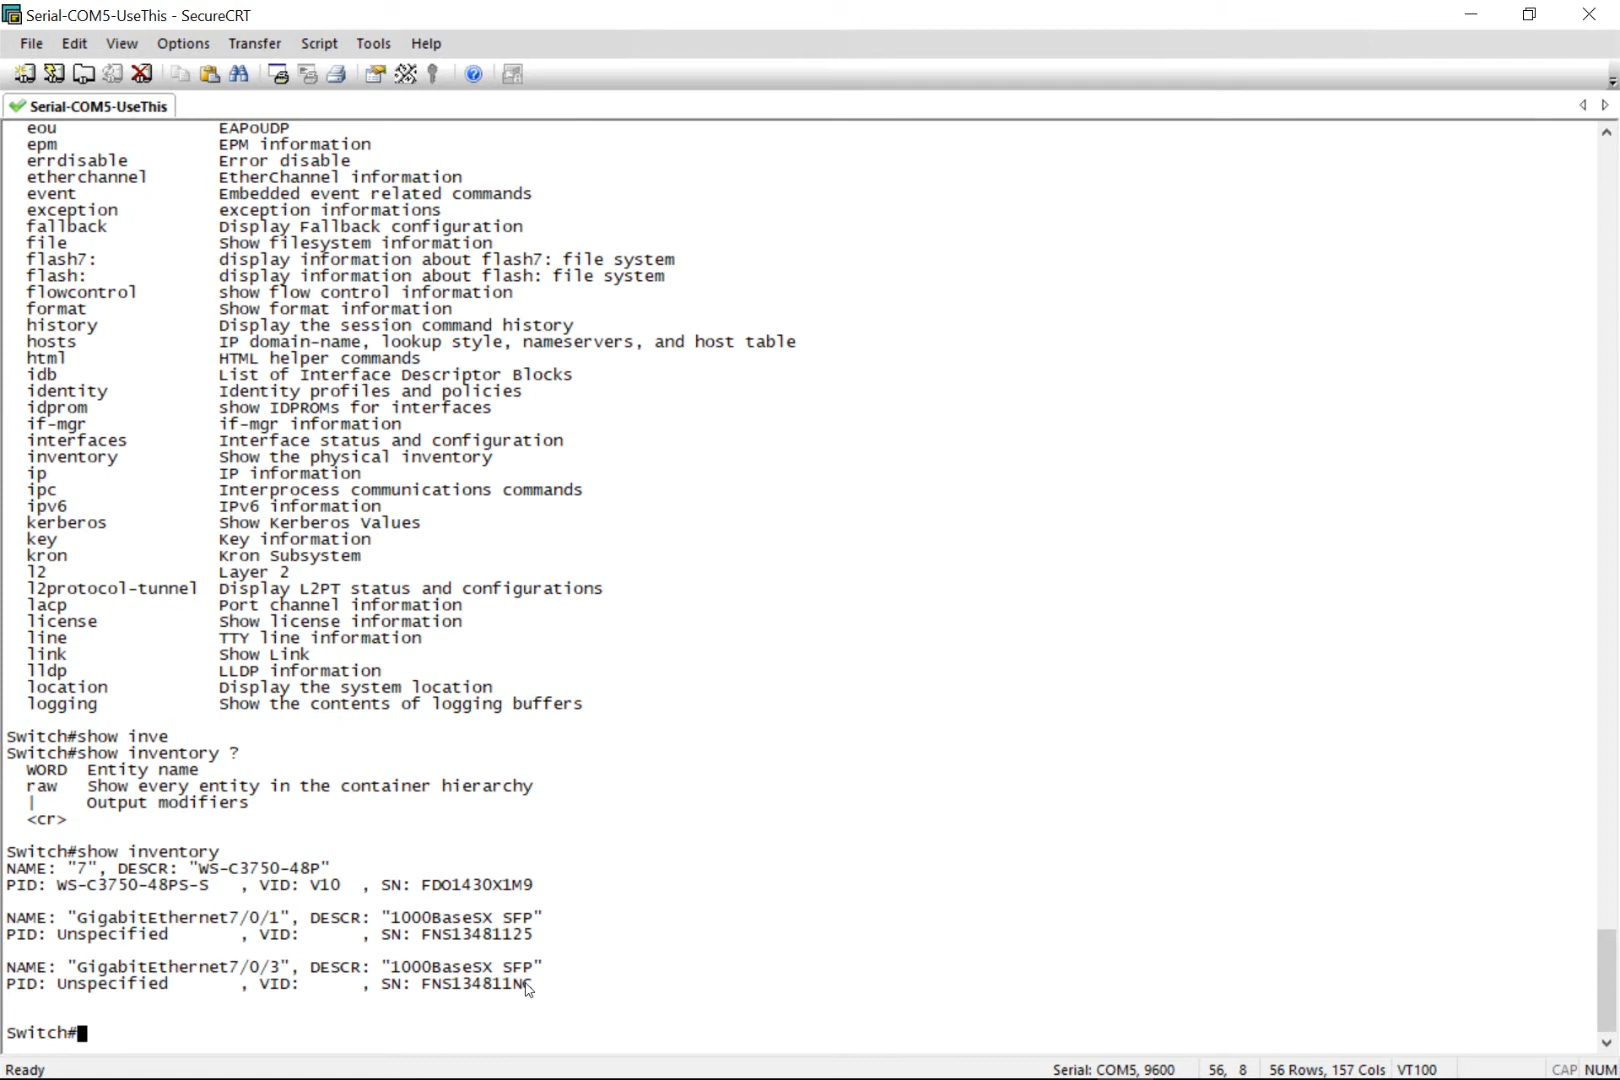 Serial-COM5-UseThis - SecureCRT
File Edit View Options Transfer Script Tools Help
Serial-COM5-UseThis
eou EAPoUDP
epm EPM information
errdisable Error disable
etherchannel EtherChannel information
event Embedded event related commands
exception exception informations
fallback Display Fallback configuration
file Show filesystem information
flash7: display information about flash7: file system
flash: display information about flash: file system
flowcontrol show flow control information
format Show format information
history Display the session command history
hosts IP domain-name, lookup style, nameservers, and host table
html HTML helper commands
idb List of Interface Descriptor Blocks
identity Identity profiles and policies
idprom show IDPROMs for interfaces
if-mgr if-mgr information
interfaces Interface status and configuration
inventory Show the physical inventory
ip IP information
ipc Interprocess communications commands
ipv6 IPv6 information
kerberos Show Kerberos Values
key Key information
kron Kron Subsystem
l2 Layer 2
l2protocol-tunnel Display L2PT status and configurations
lacp Port channel information
license Show license information
line TTY line information
link Show Link
lldp LLDP information
location Display the system location
logging Show the contents of logging buffers
Switch#show inve
Switch#show inventory ?
WORD Entity name
raw Show every entity in the container hierarchy
| Output modifiers
<cr>
Switch#show inventory
NAME: "7", DESCR: "WS-C3750-48P"
PID: WS-C3750-48PS-S , VID: V10 , SN: FDO1430X1M9
NAME: "GigabitEthernet7/0/1", DESCR: "1000BaseSX SFP"
PID: Unspecified , VID: , SN: FNS13481125
NAME: "GigabitEthernet7/0/3", DESCR: "1000BaseSX SFP"
PID: Unspecified , VID: , SN:
Switch#
Ready Serial: COM5, 9600 56, 8 56 Rows, 157 Cols VT100 CAP NUM